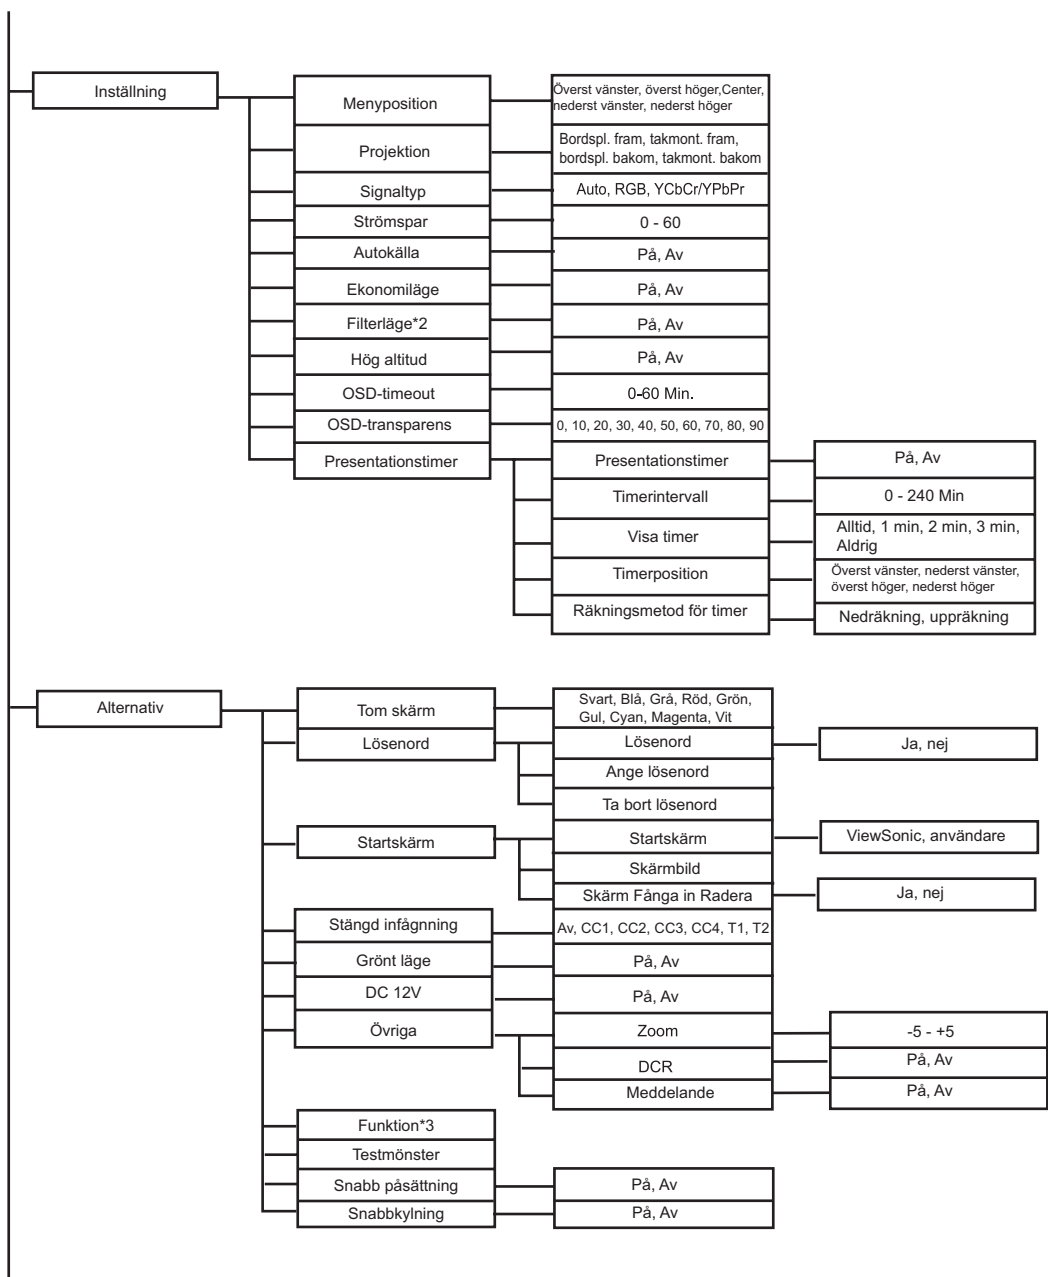 Inställning
Menyposition
Överst vänster, överst höger,Center,
nederst vänster, nederst höger
Projektion
Bordspl. fram, takmont. fram,
bordspl. bakom, takmont. bakom
Signaltyp
Auto, RGB, YCbCr/YPbPr
Strömspar
0 - 60
Autokälla
På, Av
Ekonomiläge
På, Av
Filterläge*2
På, Av
Hög altitud
På, Av
OSD-timeout
0-60 Min.
OSD-transparens
0, 10, 20, 30, 40, 50, 60, 70, 80, 90
Presentationstimer
Presentationstimer
På, Av
Timerintervall
0 - 240 Min
Visa timer
Alltid, 1 min, 2 min, 3 min,
Aldrig
Timerposition
Överst vänster, nederst vänster,
överst höger, nederst höger
Räkningsmetod för timer
Nedräkning, uppräkning
Alternativ
Tom skärm
Svart, Blå, Grå, Röd, Grön,
Gul, Cyan, Magenta, Vit
Lösenord
Lösenord
Ja, nej
Ange lösenord
Ta bort lösenord
Startskärm
Startskärm
ViewSonic, användare
Skärmbild
Skärm Fånga in Radera
Ja, nej
Stängd infågnning
Av, CC1, CC2, CC3, CC4, T1, T2
Grönt läge
På, Av
DC 12V
På, Av
Övriga
Zoom
-5 - +5
DCR
På, Av
Meddelande
På, Av
Funktion*3
Testmönster
Snabb påsättning
På, Av
Snabbkylning
På, Av